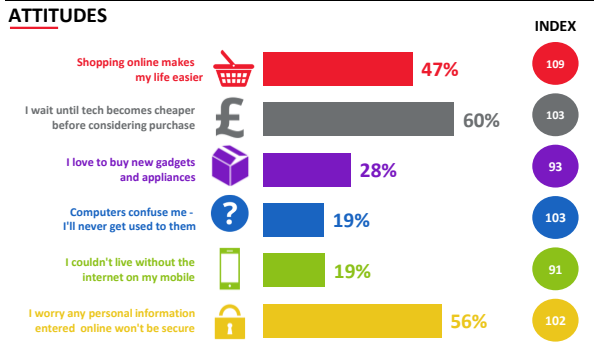 ATTITUDES
INDEX
Shopping online makes
my life easier
47%
109
I wait until tech becomes cheaper
before considering purchase
£
60%
103
I love to buy new gadgets
and appliances
28%
93
Computers confuse me -
I'll never get used to them
?
19%
103
I couldn't live without the
internet on my mobile
19%
91
I worry any personal information
entered online won't be secure
56%
102